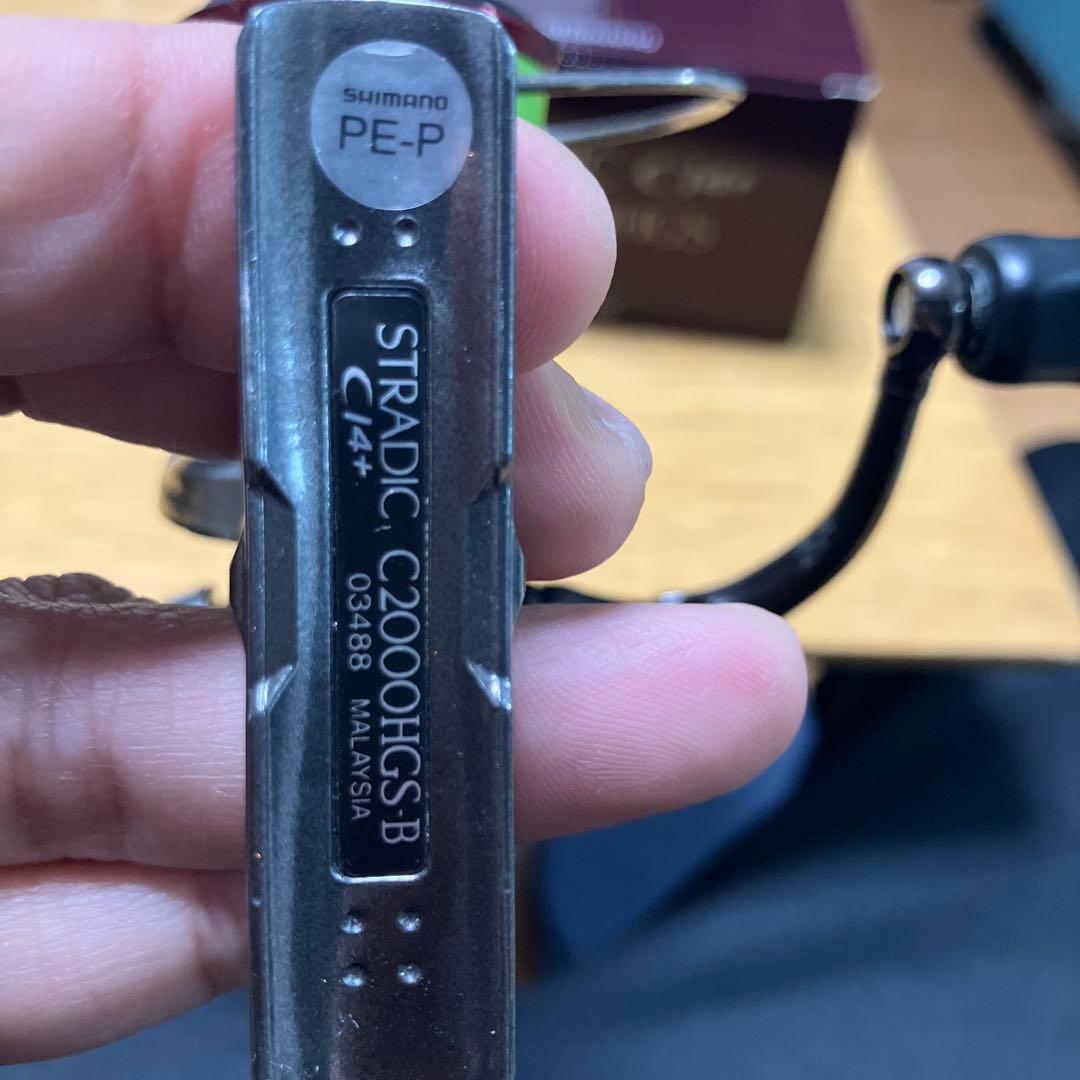 SHIMANO
PE-P
STRADIC C2000HGS·B
CI4+ 03488 MALAYSIA